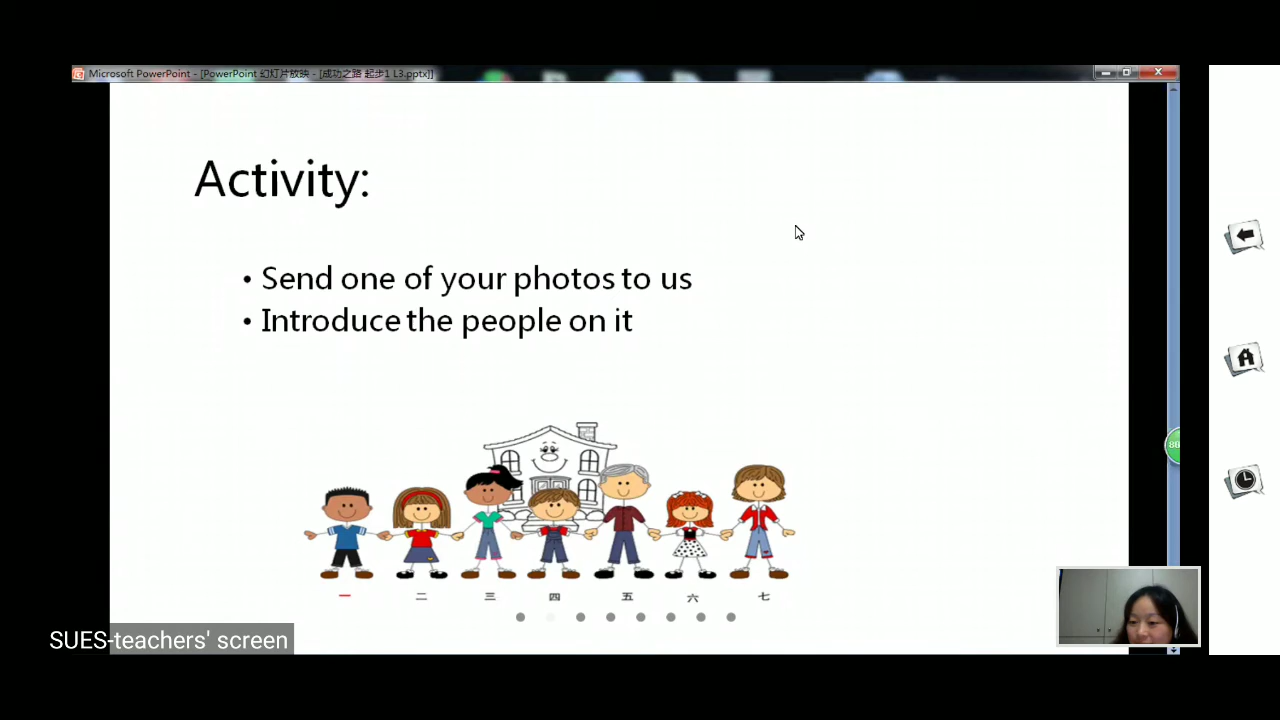 Microsoft PowerPoint - [PowerPoint 幻灯片放映 - [成功之路 起步1 L3.pptx]]
Activity:
• Send one of your photos to us
• Introduce the people on it
80
一 二 三 四 五 六 七
SUES-teachers' screen